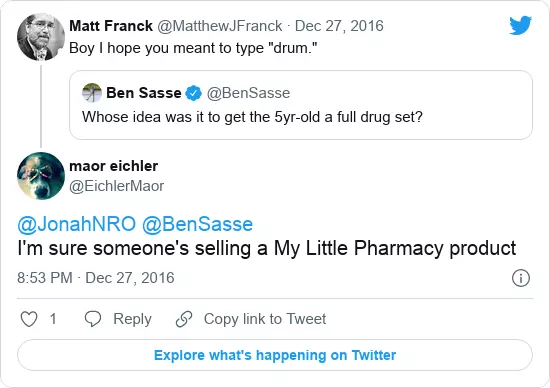 Matt Franck @MatthewJFranck · Dec 27, 2016
Boy I hope you meant to type "drum."
Ben Sasse @BenSasse
Whose idea was it to get the 5yr-old a full drug set?
maor eichler
@EichlerMaor
@JonahNRO @BenSasse
I'm sure someone's selling a My Little Pharmacy product
8:53 PM · Dec 27, 2016
1 Reply Copy link to Tweet
Explore what's happening on Twitter